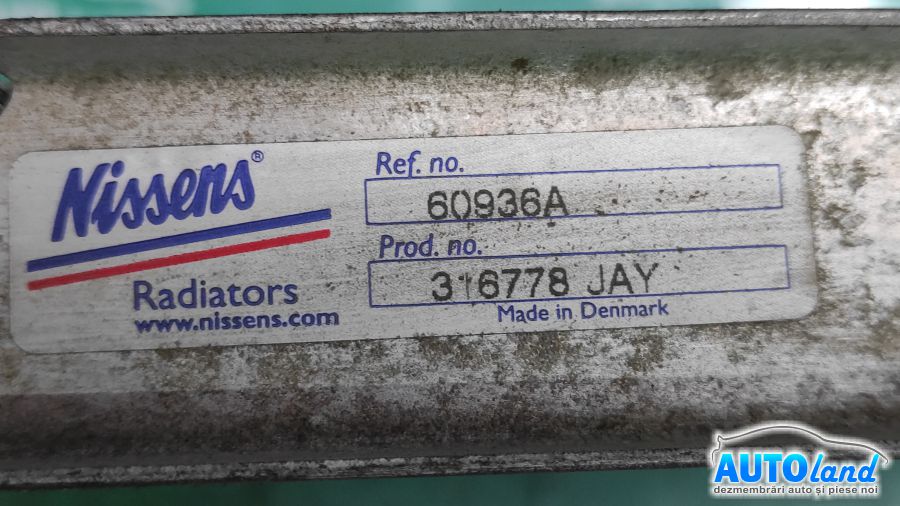 Nissens®
Radiators
www.nissens.com
Ref. no.
60936A
Prod. no.
316778 JAY
Made in Denmark
AUTOland
dezmembrări auto și piese noi